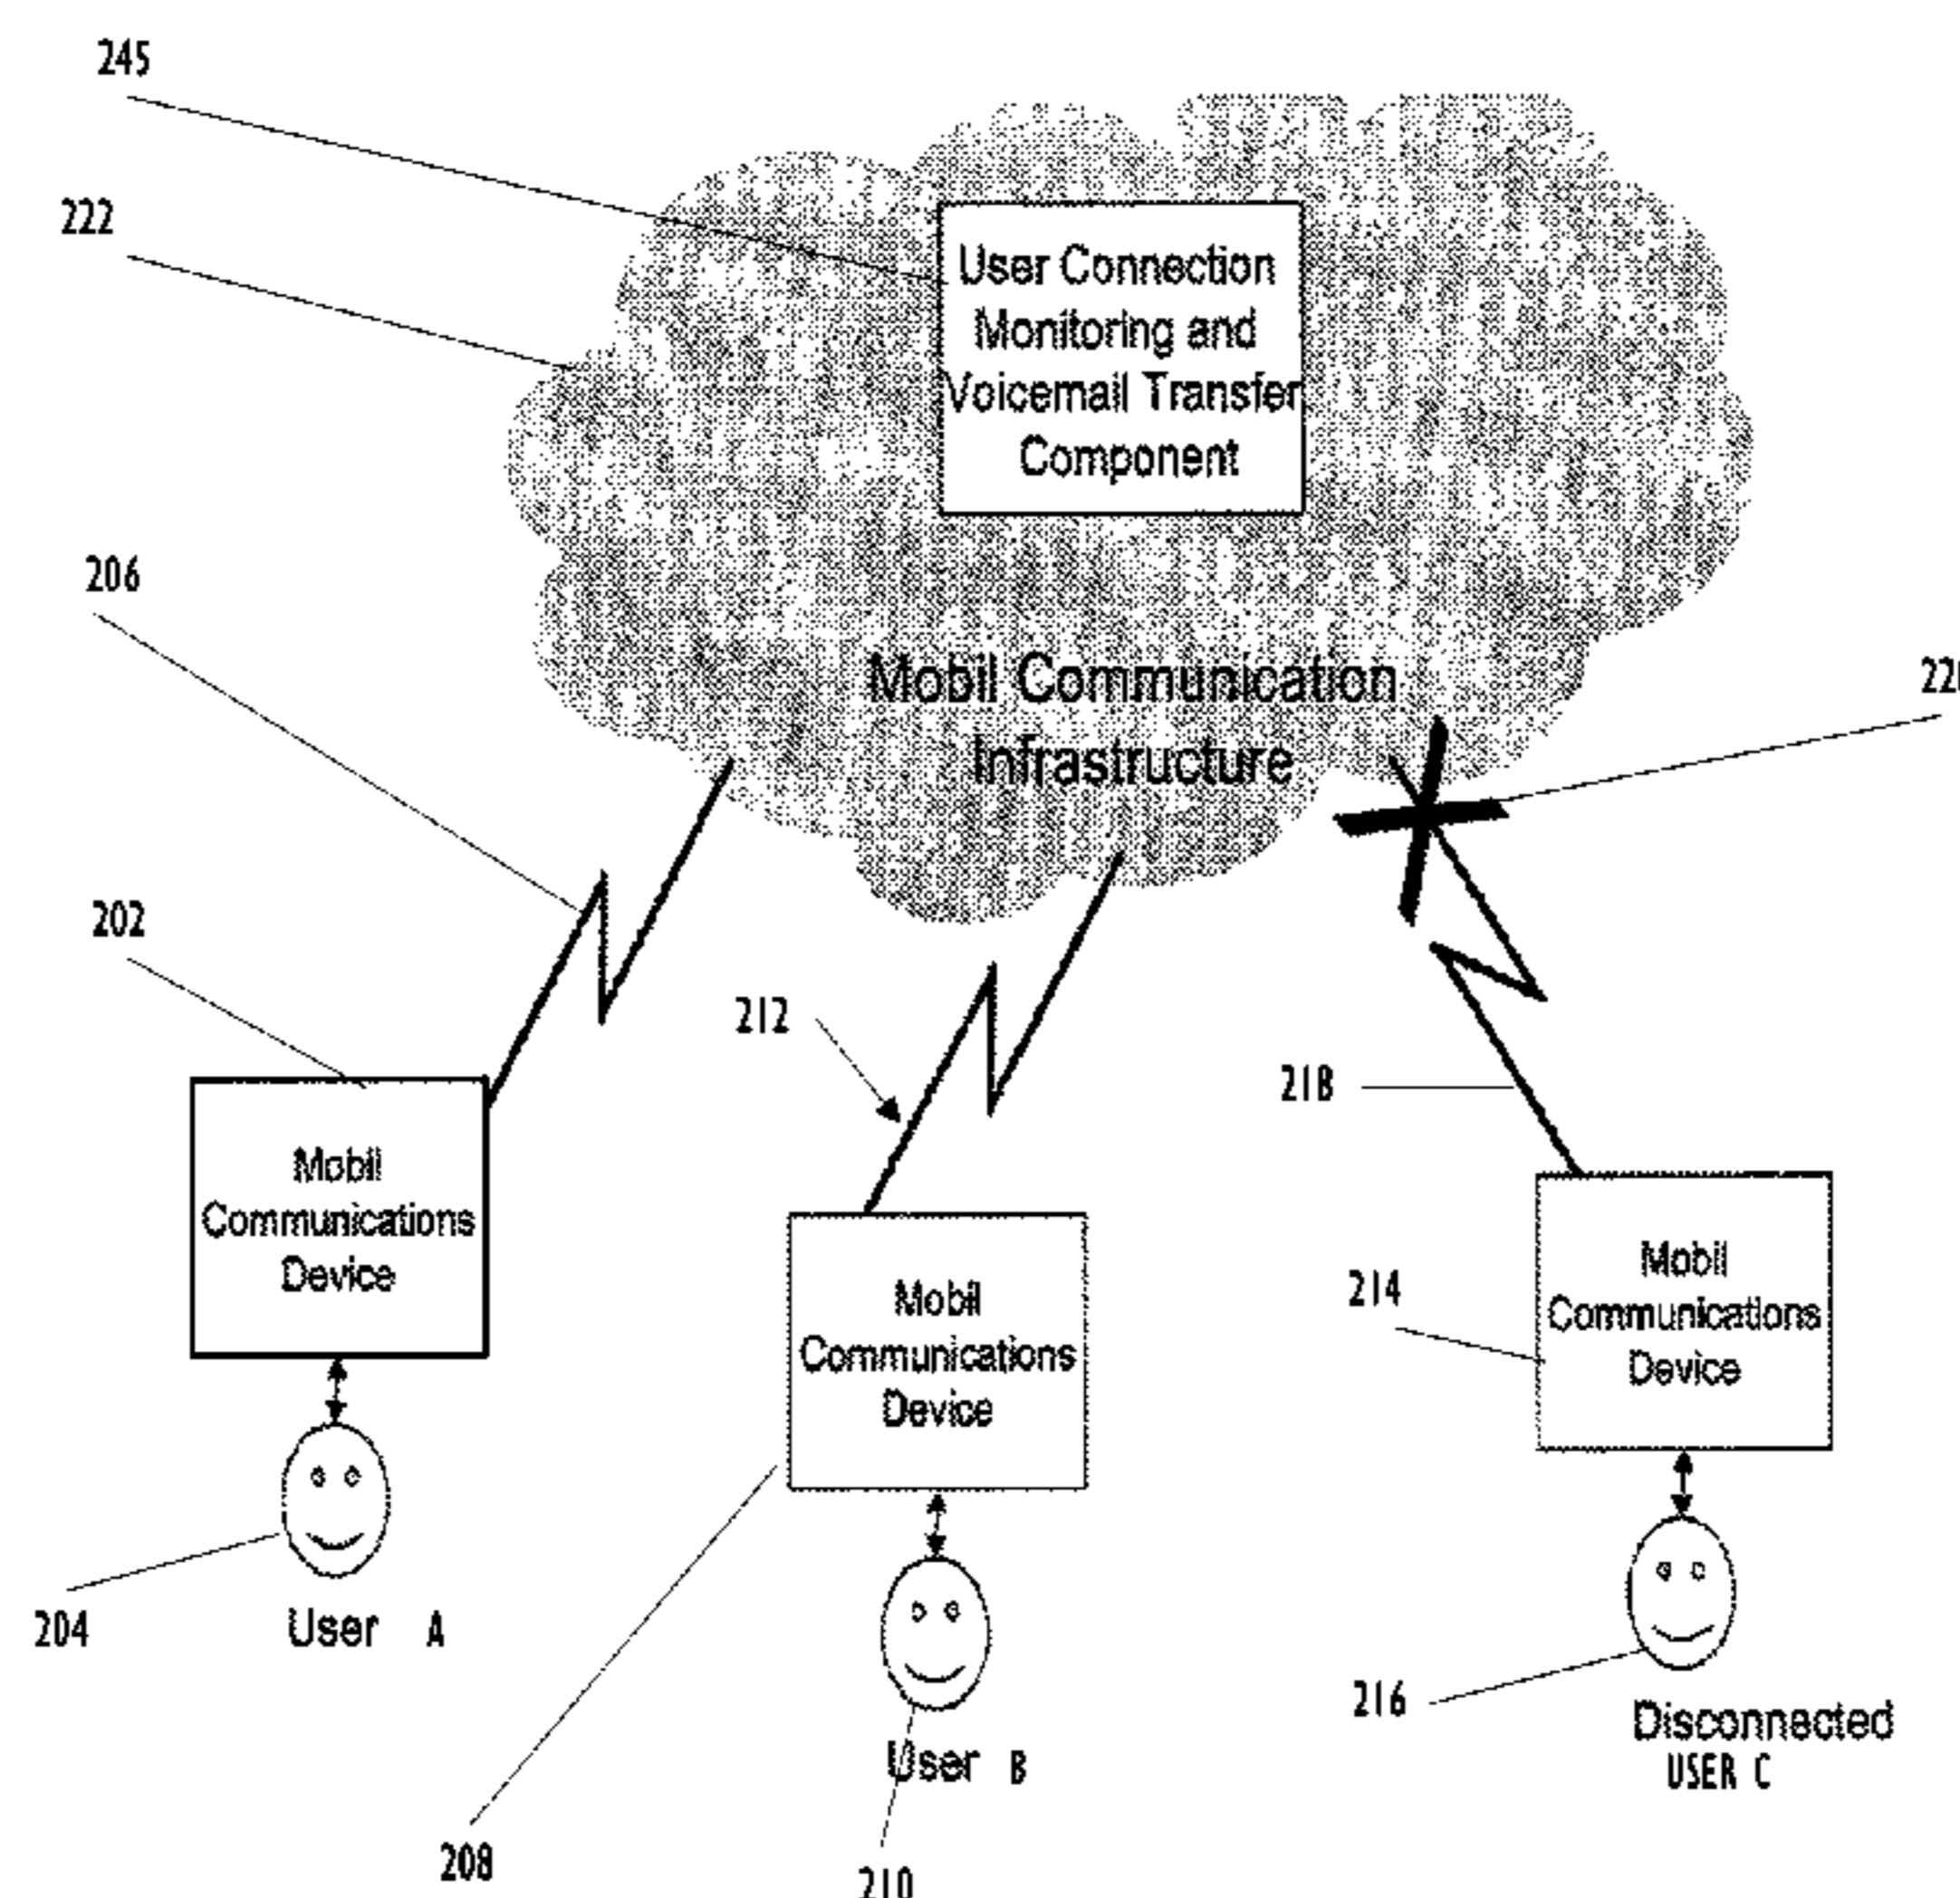 245
222
User Connection
Monitoring and
Voicemail Transfer
Component
206
Mobil Communication
Infrastructure
202
212
218
Mobil
Communications
Device
Mobil
Communications
Device
214
Mobil
Communications
Device
204
User A
216
User B
Disconnected
USER C
208
210